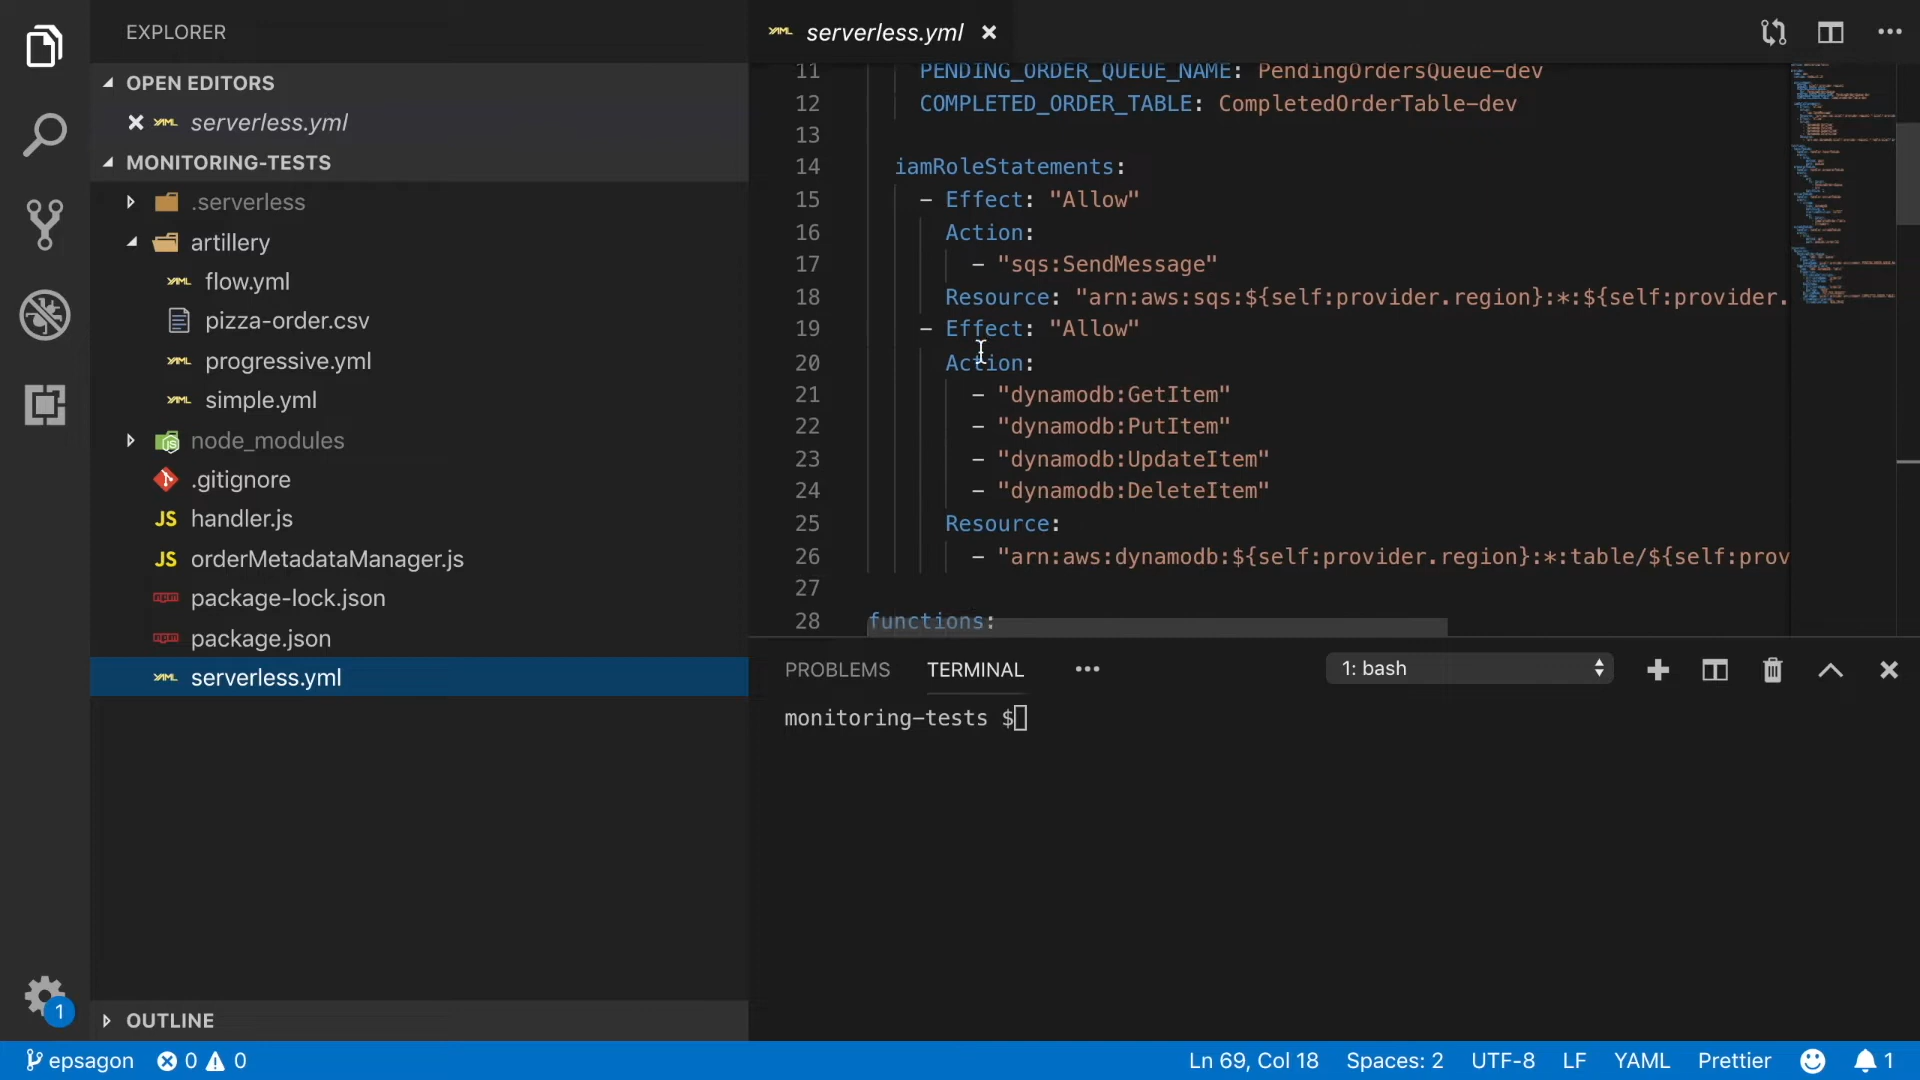 EXPLORER
OPEN EDITORS
serverless.yml
MONITORING-TESTS
.serverless
artillery
flow.yml
pizza-order.csv
progressive.yml
simple.yml
node_modules
.gitignore
JS handler.js
JS orderMetadataManager.js
package-lock.json
package.json
serverless.yml
OUTLINE
1
serverless.yml
11 PENDING_ORDER_QUEUE_NAME: PendingOrdersQueue-dev
12 COMPLETED_ORDER_TABLE: CompletedOrderTable-dev
13
14 iamRoleStatements:
15 - Effect: "Allow"
16 Action:
17 - "sqs:SendMessage"
18 Resource: "arn:aws:sqs:${self:provider.region}:*:${self:provider.
19 - Effect: "Allow"
20 Action:
21 - "dynamodb:GetItem"
22 - "dynamodb:PutItem"
23 - "dynamodb:UpdateItem"
24 - "dynamodb:DeleteItem"
25 Resource:
26 - "arn:aws:dynamodb:${self:provider.region}:*:table/${self:prov
27
28 functions:
PROBLEMS TERMINAL 1: bash
monitoring-tests $
epsagon 0 0 Ln 69, Col 18 Spaces: 2 UTF-8 LF YAML Prettier 1